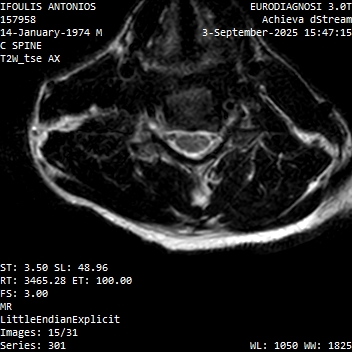 IFOULIS ANTONIOS
EURODIAGNOSI 3.0T
157958
Achieva dStream
14-January-1974 M
3-September-2025 15:47:15
C SPINE
T2W_tse AX
ST: 3.50 SL: 48.96
RT: 3465.28 ET: 100.00
FS: 3.00
MR
LittleEndianExplicit
Images: 15/31
Series: 301
WL: 1050 WW: 1825